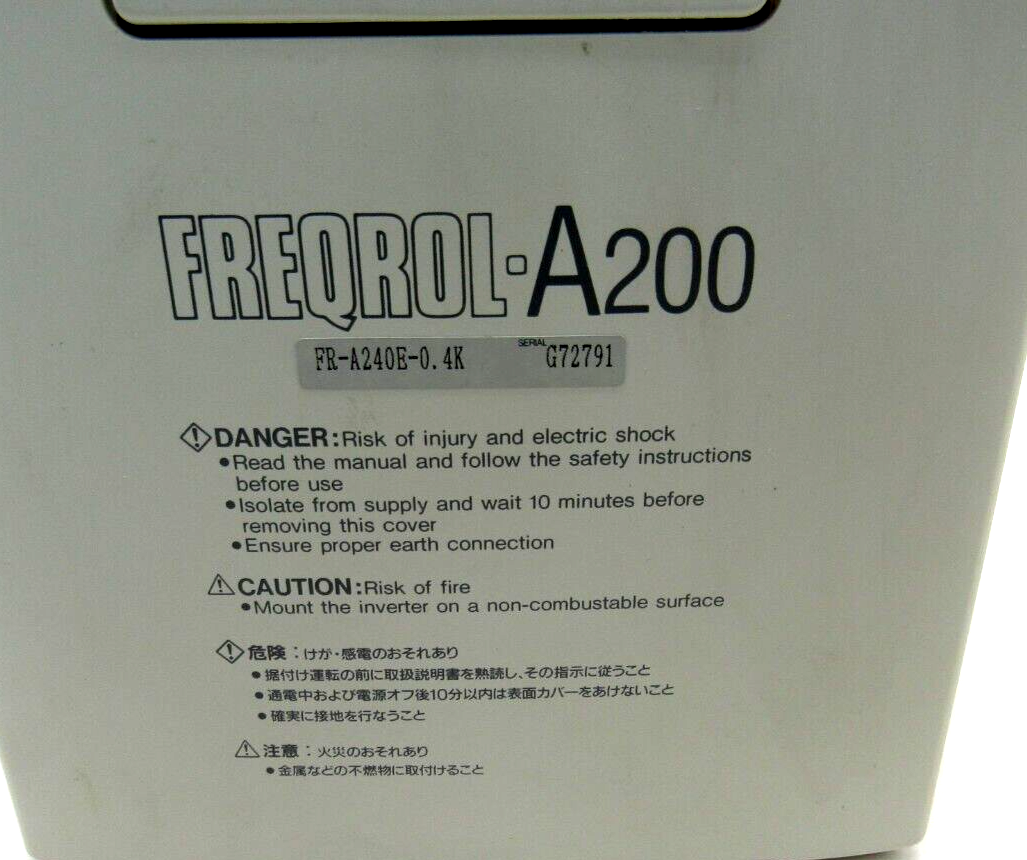 FREQROL-A200
FR-A240E-0.4K SERIAL G72791
DANGER:Risk of injury and electric shock
●Read the manual and follow the safety instructions
before use
●Isolate from supply and wait 10 minutes before
removing this cover
●Ensure proper earth connection
CAUTION:Risk of fire
●Mount the inverter on a non-combustable surface
危険：けが・感電のおそれあり
●据付け運転の前に取扱説明書を熟読し、その指示に従うこと
●通電中および電源オフ後10分以内は表面カバーをあけないこと
●確実に接地を行なうこと
注意：火災のおそれあり
●金属などの不燃物に取付けること